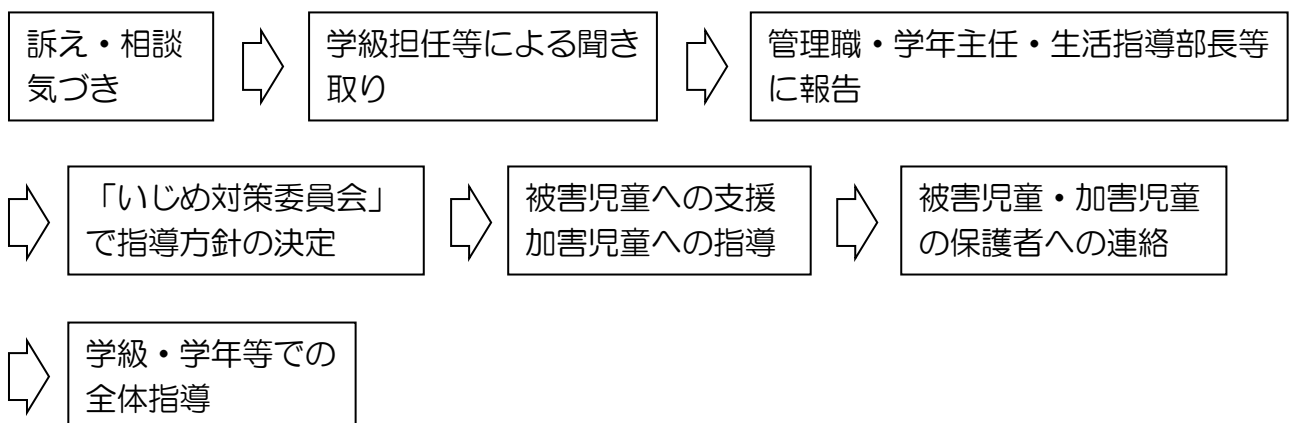 訴え・相談
気づき
学級担任等による聞き
取り
管理職・学年主任・生活指導部長等
に報告
「いじめ対策委員会」
で指導方針の決定
被害児童への支援
加害児童への指導
被害児童・加害児童
の保護者への連絡
学級・学年等での
全体指導